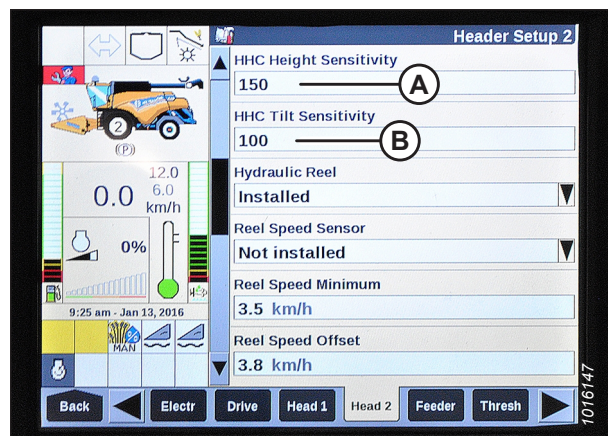 Header Setup 2
HHC Height Sensitivity
150
A
HHC Tilt Sensitivity
100
B
Hydraulic Reel
Installed
Reel Speed Sensor
Not installed
Reel Speed Minimum
3.5 km/h
Reel Speed Offset
3.8 km/h
2
(P)
12.0
0.0 6.0
km/h
0%
9:25 am - Jan 13, 2016
MAN
Back
Electr
Drive
Head 1
Head 2
Feeder
Thresh
1016147